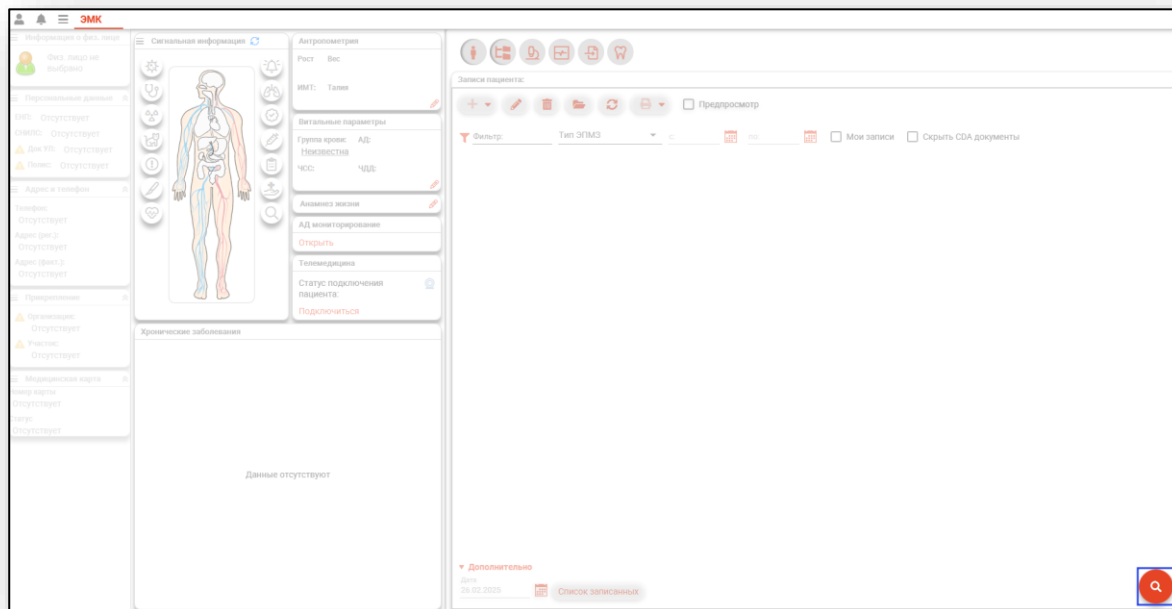 ЭМК
Информация о физ. лице
Физ. лицо не
выбрано
Персональные данные
ЕНП: Отсутствует
СНИЛС: Отсутствует
Док УЛ: Отсутствует
Полис: Отсутствует
Адрес и телефон
Телефон:
Отсутствует
Адрес (рег.):
Отсутствует
Адрес (факт.):
Отсутствует
Прикрепление
Организация:
Отсутствует
Участок:
Отсутствует
Медицинская карта
Номер карты:
Отсутствует
Статус
Отсутствует
Сигнальная информация
Антропометрия
Рост Вес
ИМТ: Талия
Витальные параметры
Группа крови: АД:
Неизвестна
ЧСС: ЧДД:
Анамнез жизни
АД мониторирование
Открыть
Телемедицина
Статус подключения
пациента:
Подключиться
Хронические заболевания
Данные отсутствуют
Записи пациента:
Предпросмотр
Фильтр: Тип ЭПМЗ с: по: Мои записи Скрыть CDA документы
Дополнительно
Дата
26.02.2025 Список записанных